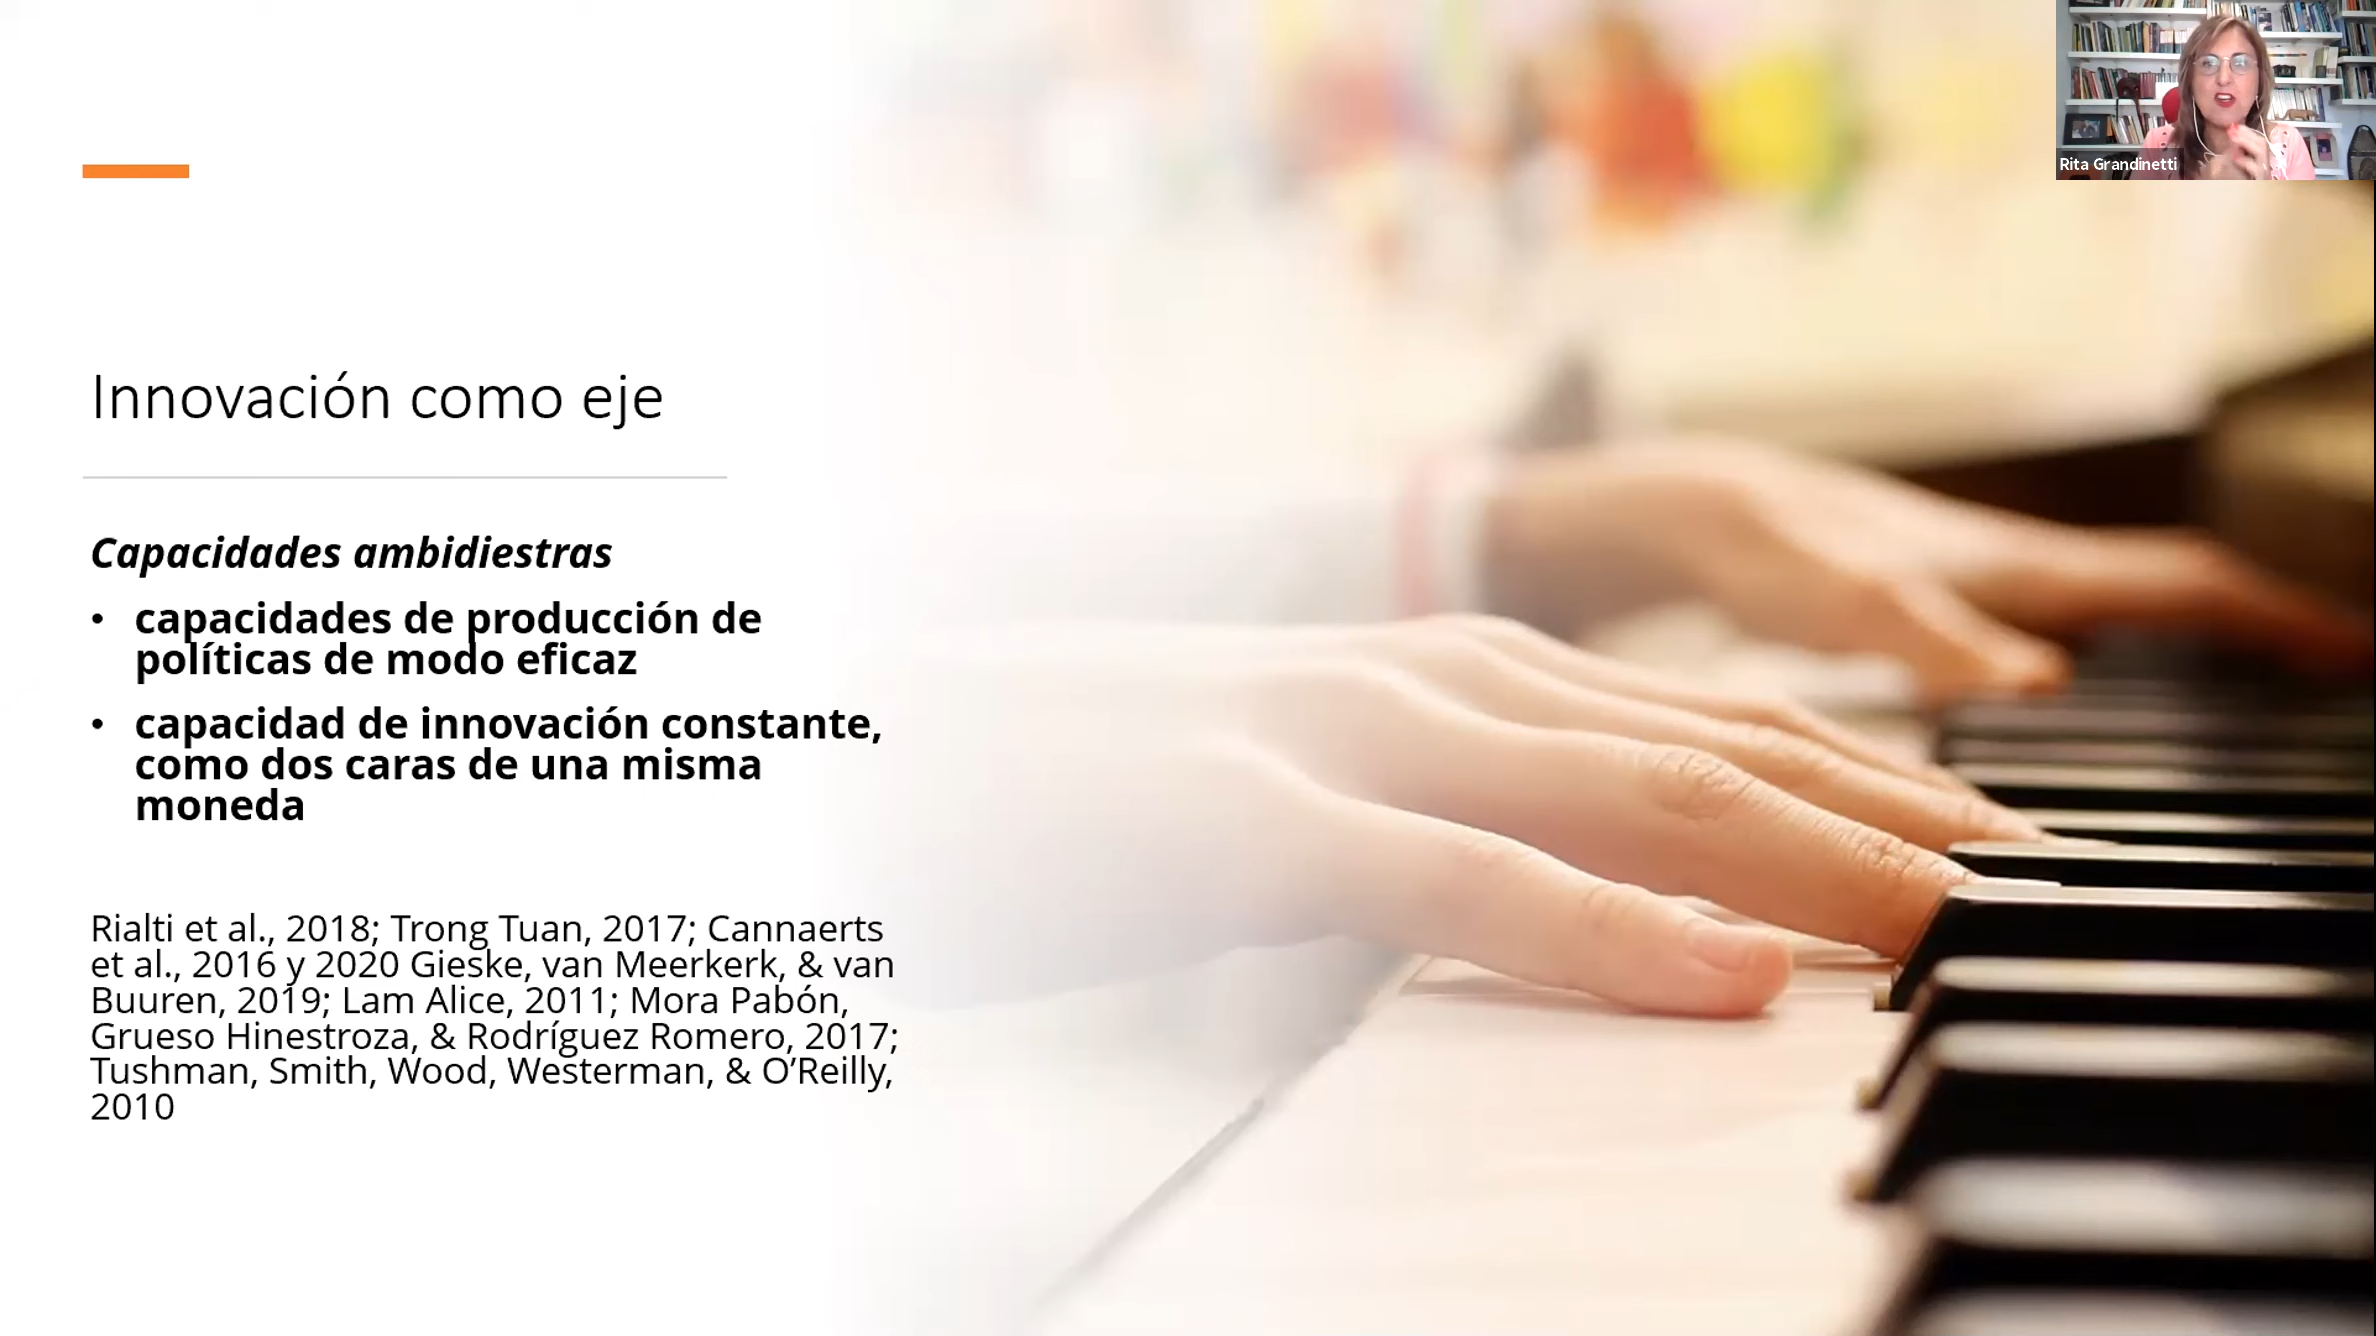 Rita Grandinetti
Innovación como eje
Capacidades ambidiestras
• capacidades de producción de
políticas de modo eficaz
• capacidad de innovación constante,
como dos caras de una misma
moneda
Rialti et al., 2018; Trong Tuan, 2017; Cannaerts
et al., 2016 y 2020 Gieske, van Meerkerk, & van
Buuren, 2019; Lam Alice, 2011; Mora Pabón,
Grueso Hinestroza, & Rodríguez Romero, 2017;
Tushman, Smith, Wood, Westerman, & O’Reilly,
2010